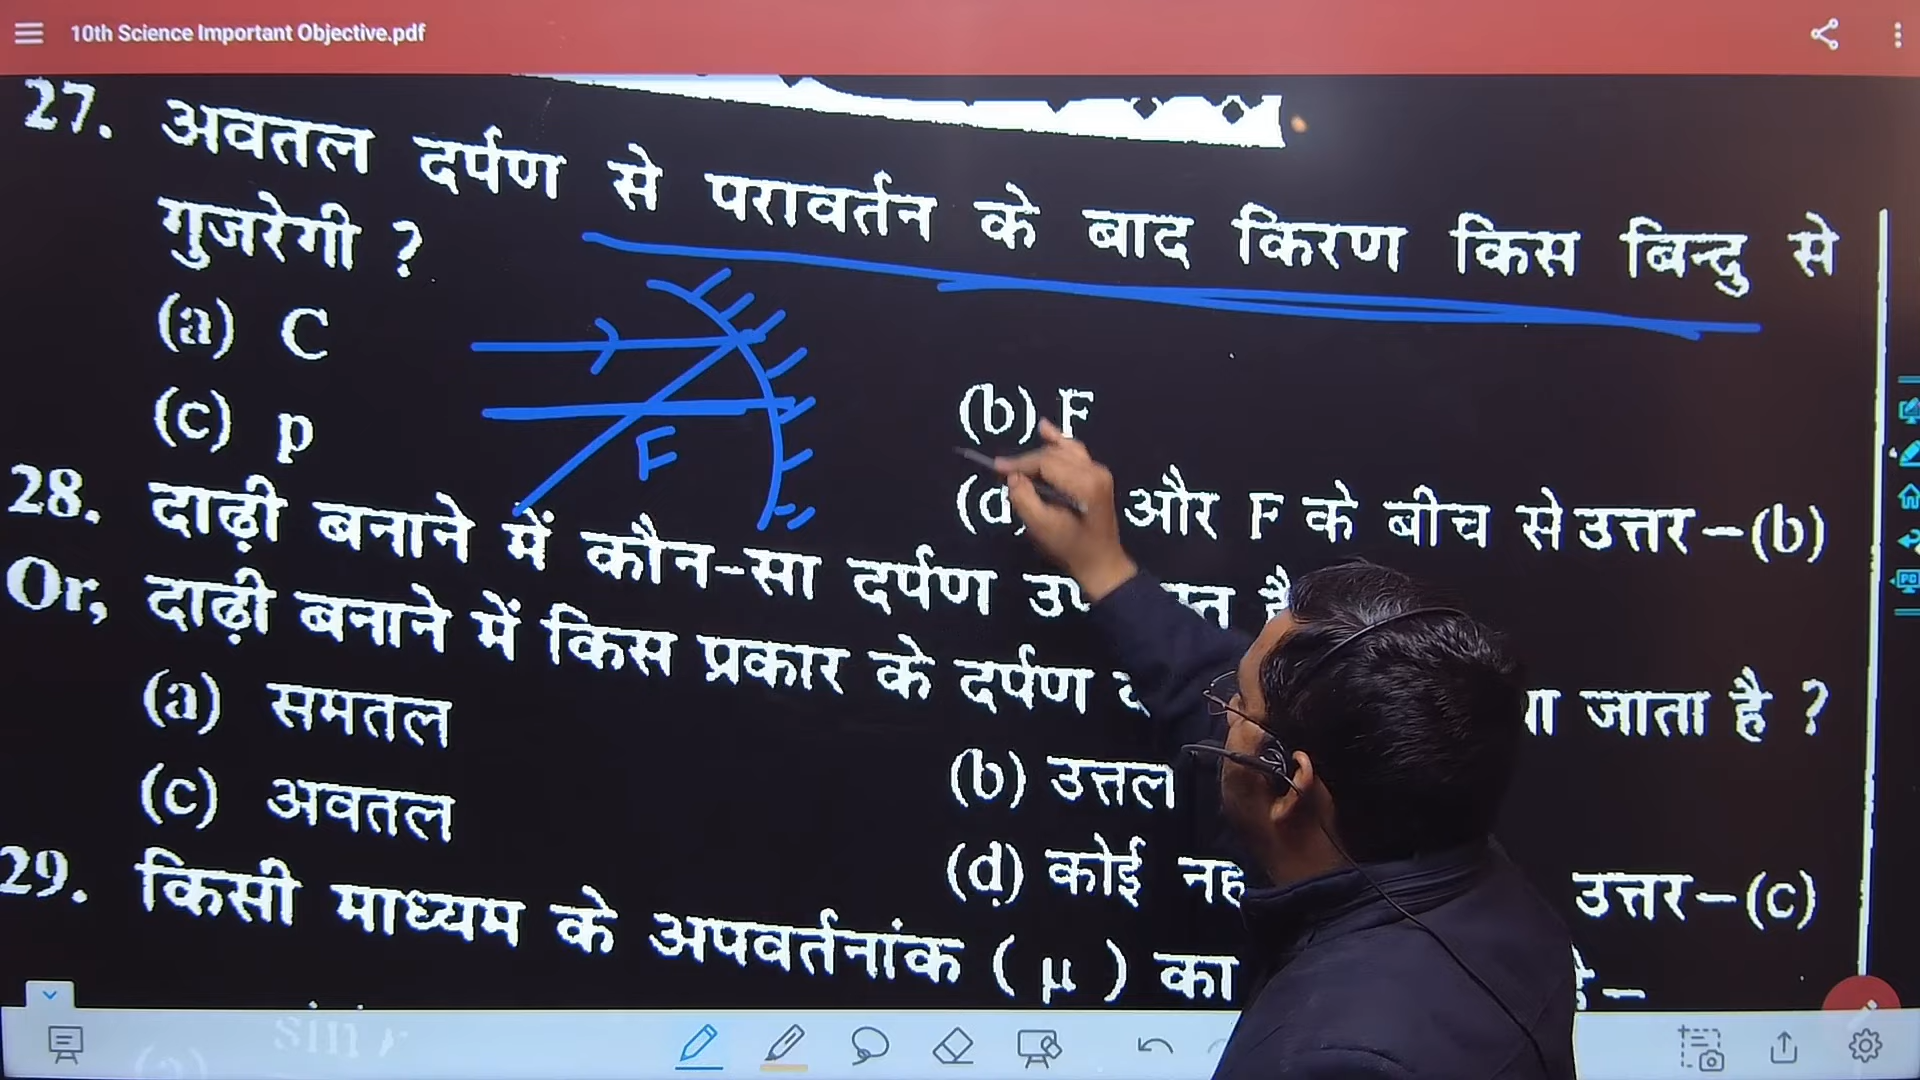 10th Science Important Objective.pdf
27. अवतल दर्पण से परावर्तन के बाद किरण किस बिन्दु से
गुजरेगी ?
(a) C
(b) F
(c) p
(d) और F के बीच से उत्तर–(b)
F
28. दाढ़ी बनाने में कौन-सा दर्पण
Or, दाढ़ी बनाने में किस प्रकार के दर्पण जाता है ?
(a) समतल
(b) उत्तल
(c) अवतल
(d) कोई उत्तर–(c)
29. किसी माध्यम के अपवर्तनांक ( μ ) का